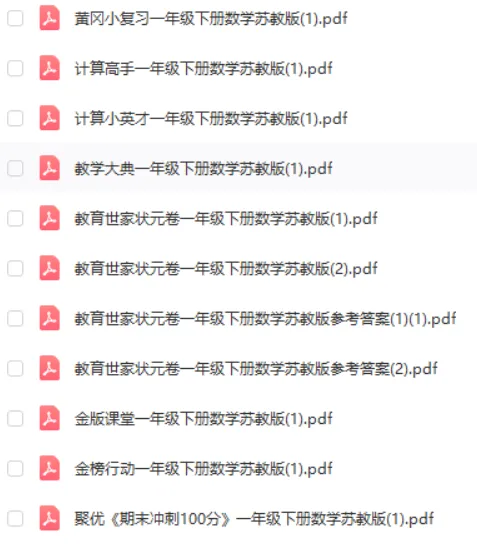 黄冈小复习一年级下册数学苏教版(1).pdf
计算高手一年级下册数学苏教版(1).pdf
计算小英才一年级下册数学苏教版(1).pdf
教学大典一年级下册数学苏教版(1).pdf
教育世家状元卷一年级下册数学苏教版(1).pdf
教育世家状元卷一年级下册数学苏教版(2).pdf
教育世家状元卷一年级下册数学苏教版参考答案(1)(1).pdf
教育世家状元卷一年级下册数学苏教版参考答案(2).pdf
金版课堂一年级下册数学苏教版(1).pdf
金榜行动一年级下册数学苏教版(1).pdf
聚优《期末冲刺100分》一年级下册数学苏教版(1).pdf